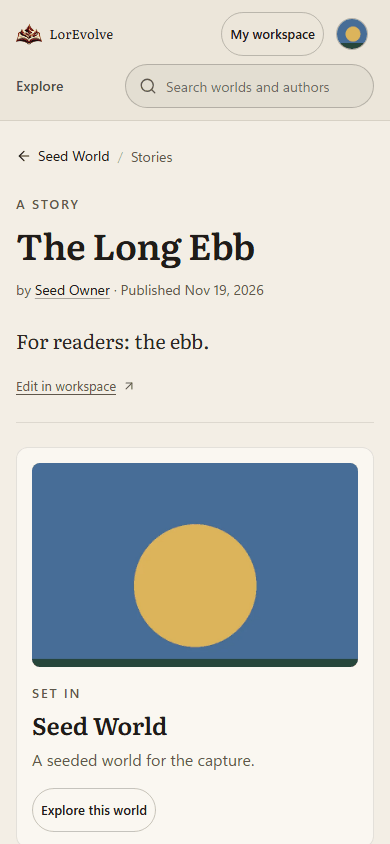 LorEvolve
My workspace
Explore
Search worlds and authors
Seed World / Stories
A STORY
The Long Ebb
by Seed Owner · Published Nov 19, 2026
For readers: the ebb.
Edit in workspace
SET IN
Seed World
A seeded world for the capture.
Explore this world